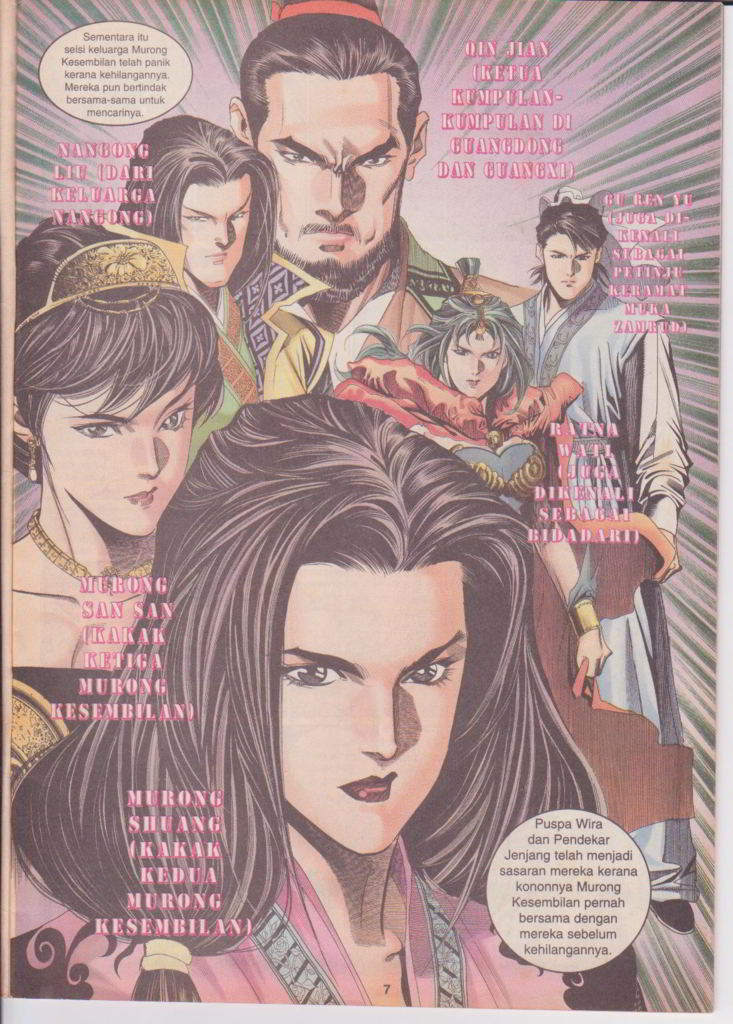 Sementara itu
seisi keluarga Murong
Kesembilan telah panik
kerana kehilangannya.
Mereka pun bertindak
bersama-sama untuk
mencarinya.
QIN JIAN
(KETUA
KUMPULAN-
KUMPULAN DI
GUANGDONG
DAN GUANGXI)
NANGONG
LIU (DARI
KELUARGA
NANGONG)
GU REN YU
(JUGA DI-
KENALI
SEBAGAI
PETINJU
KERAMAT
MUKA
ZAMRUD)
RATNA
WATI
(JUGA
DIKENALI
SEBAGAI
BIDADARI)
MURONG
SAN SAN
(KAKAK
KETIGA
MURONG
KESEMBILAN)
MURONG
SHUANG
(KAKAK
KEDUA
MURONG
KESEMBILAN)
Puspa Wira
dan Pendekar
Jenjang telah menjadi
sasaran mereka kerana
kononnya Murong
Kesembilan pernah
bersama dengan
mereka sebelum
kehilangannya.
7